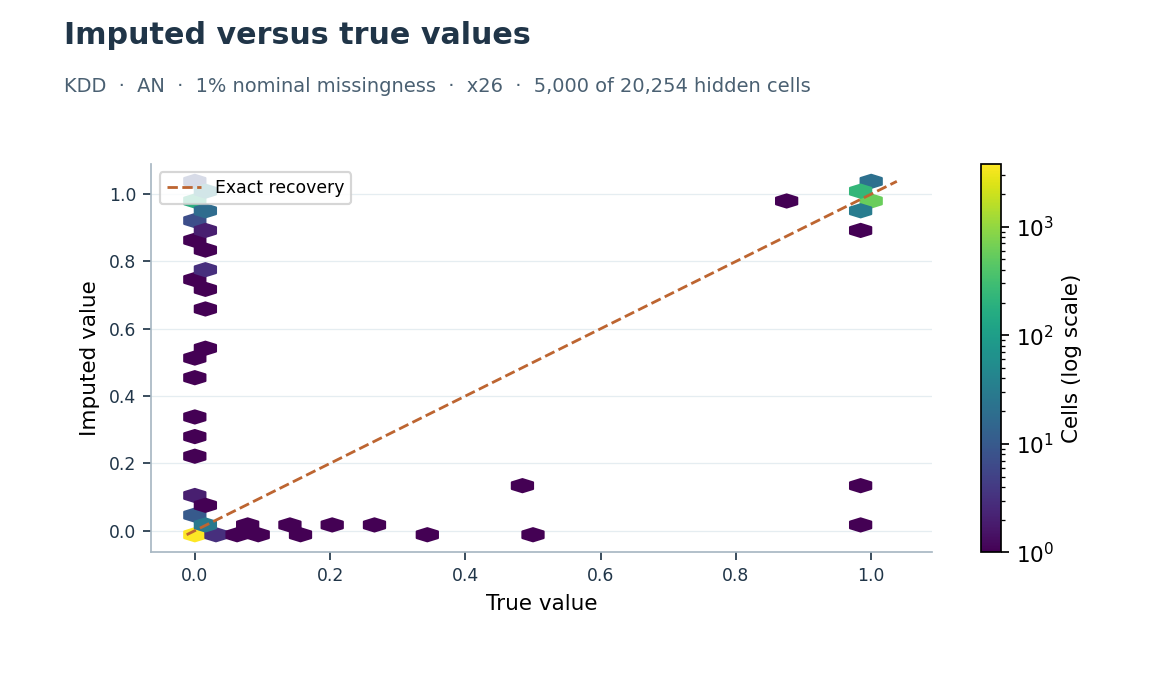 Imputed versus true values
KDD · AN · 1% nominal missingness · x26 · 5,000 of 20,254 hidden cells
Exact recovery
Imputed value
1.0
0.8
0.6
0.4
0.2
0.0
0.0 0.2 0.4 0.6 0.8 1.0
True value
10³
10²
10¹
10⁰
Cells (log scale)